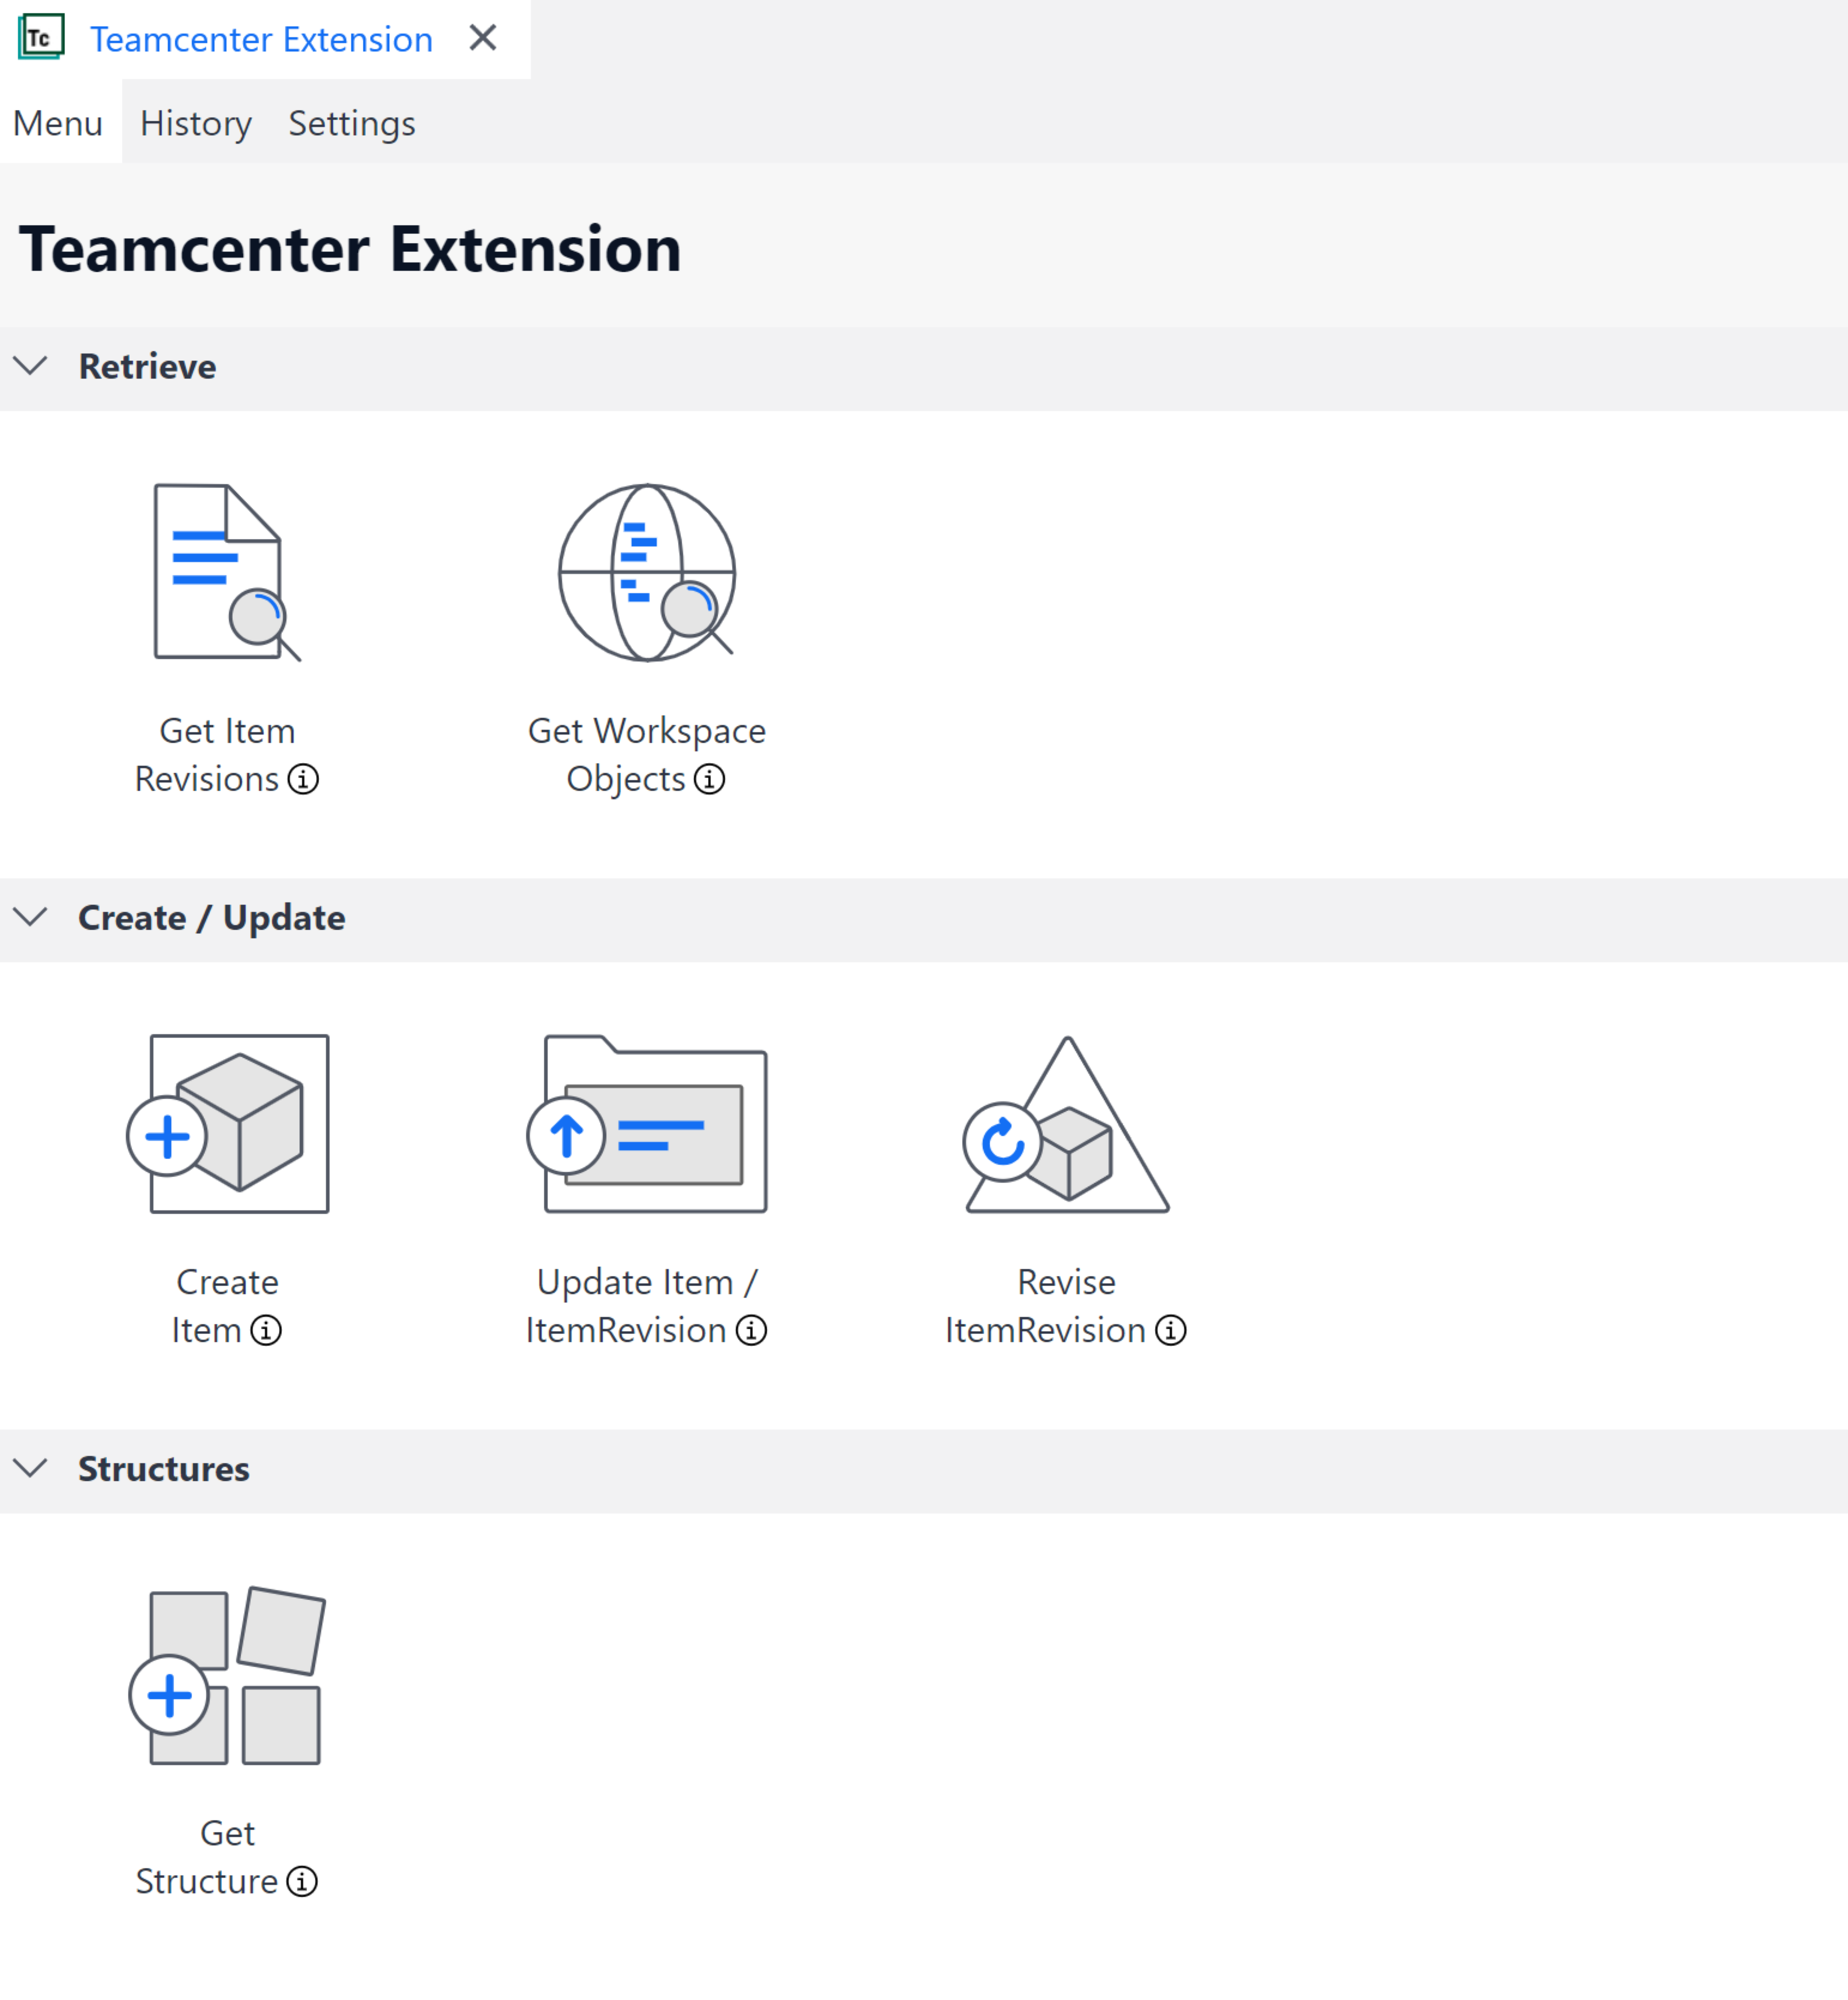 Tc Teamcenter Extension
Menu History Settings
Teamcenter Extension
Retrieve
Get Item
Revisions
Get Workspace
Objects
Create / Update
Create
Item
Update Item /
ItemRevision
Revise
ItemRevision
Structures
Get
Structure